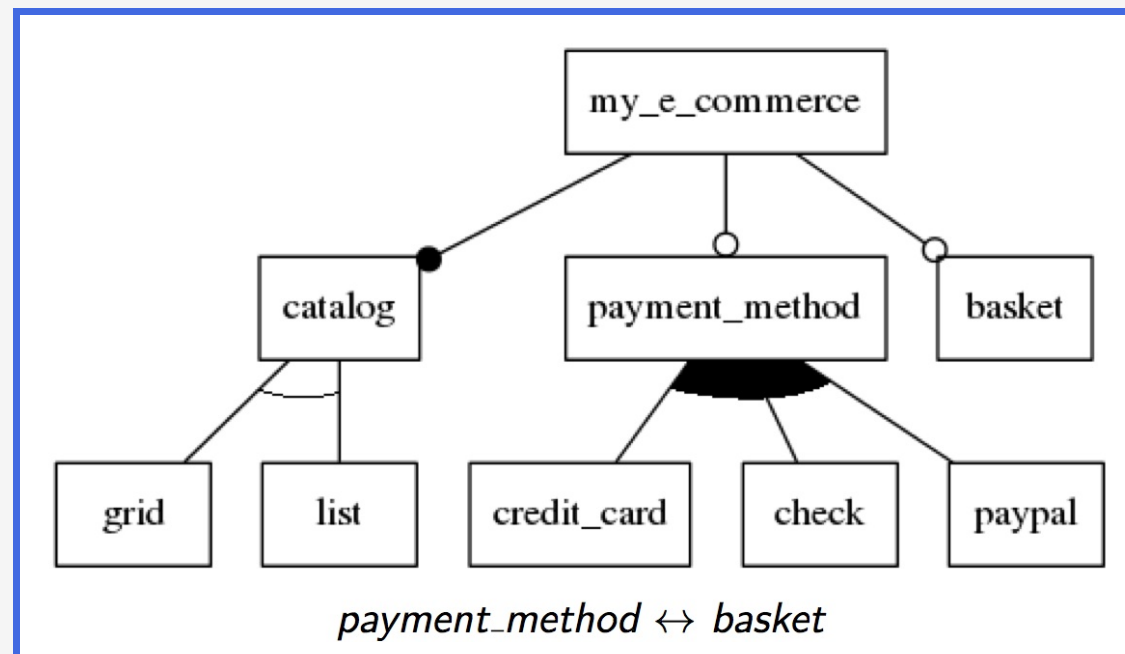 my_e_commerce
catalog payment_method basket
grid list credit_card check paypal
payment_method ↔ basket